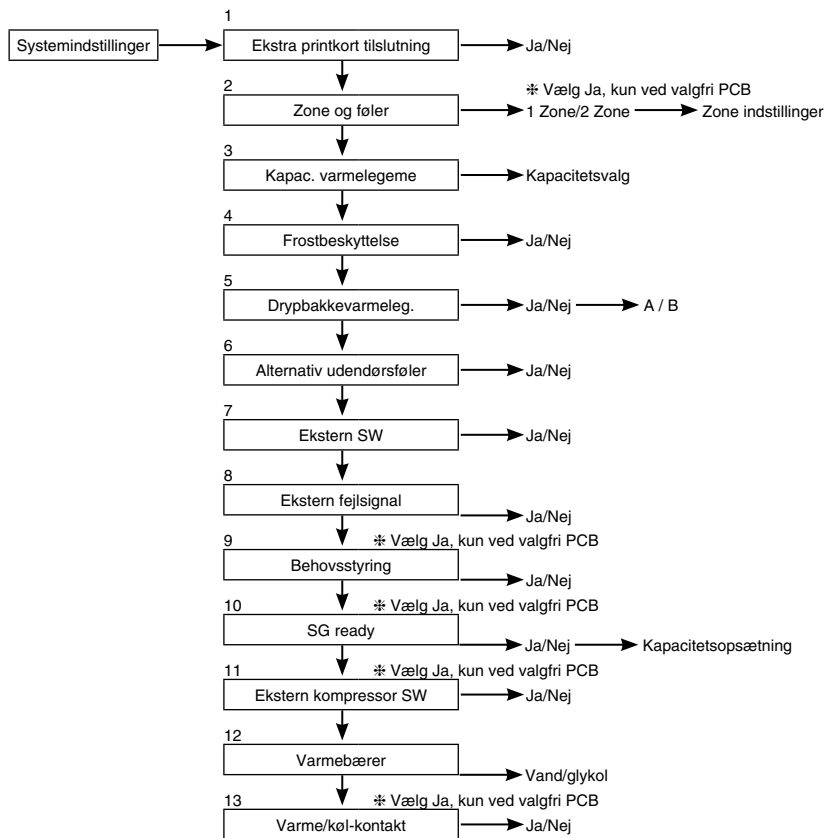 1
Systemindstillinger
Ekstra printkort tilslutning
Ja/Nej
2
❉ Vælg Ja, kun ved valgfri PCB
Zone og føler
1 Zone/2 Zone
Zone indstillinger
3
Kapac. varmelegeme
Kapacitetsvalg
4
Frostbeskyttelse
Ja/Nej
5
Drypbakkevarmeleg.
Ja/Nej
A / B
6
Alternativ udendørsføler
Ja/Nej
7
Ekstern SW
Ja/Nej
8
Ekstern fejlsignal
Ja/Nej
9
❉ Vælg Ja, kun ved valgfri PCB
Behovsstyring
Ja/Nej
10
❉ Vælg Ja, kun ved valgfri PCB
SG ready
Ja/Nej
Kapacitetsopsætning
11
❉ Vælg Ja, kun ved valgfri PCB
Ekstern kompressor SW
Ja/Nej
12
Varmebærer
Vand/glykol
13
❉ Vælg Ja, kun ved valgfri PCB
Varme/køl-kontakt
Ja/Nej